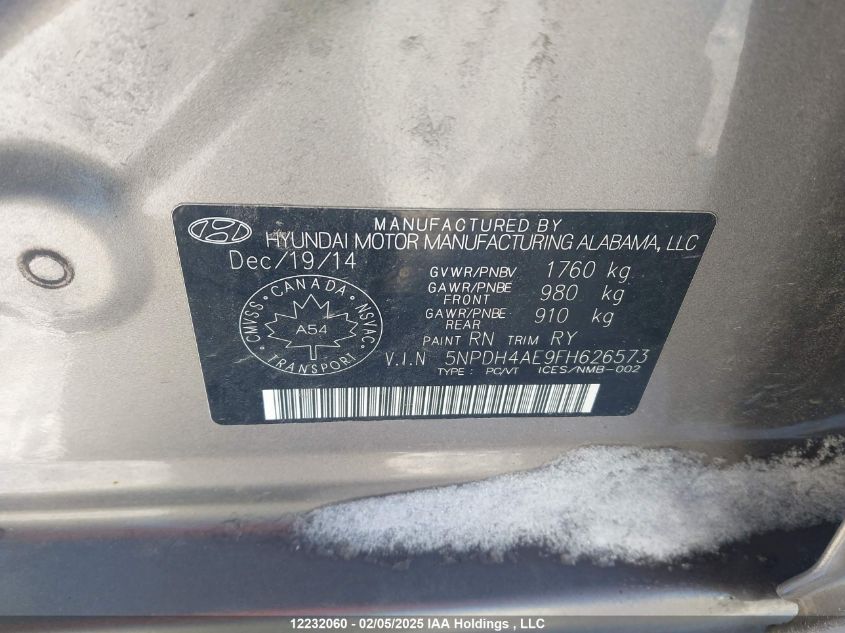 MANUFACTURED BY
HYUNDAI MOTOR MANUFACTURING ALABAMA, LLC
Dec/19/14
GVWR/PNBV 1760 kg
GAWR/PNBE FRONT 980 kg
GAWR/PNBE REAR 910 kg
CMVSS • CANADA • NSVAC
A54
TRANSPORT
PAINT RN TRIM RY
V.I.N 5NPDH4AE9FH626573
TYPE : PC/VT ICES/NMB-002
12232060 - 02/05/2025 IAA Holdings , LLC